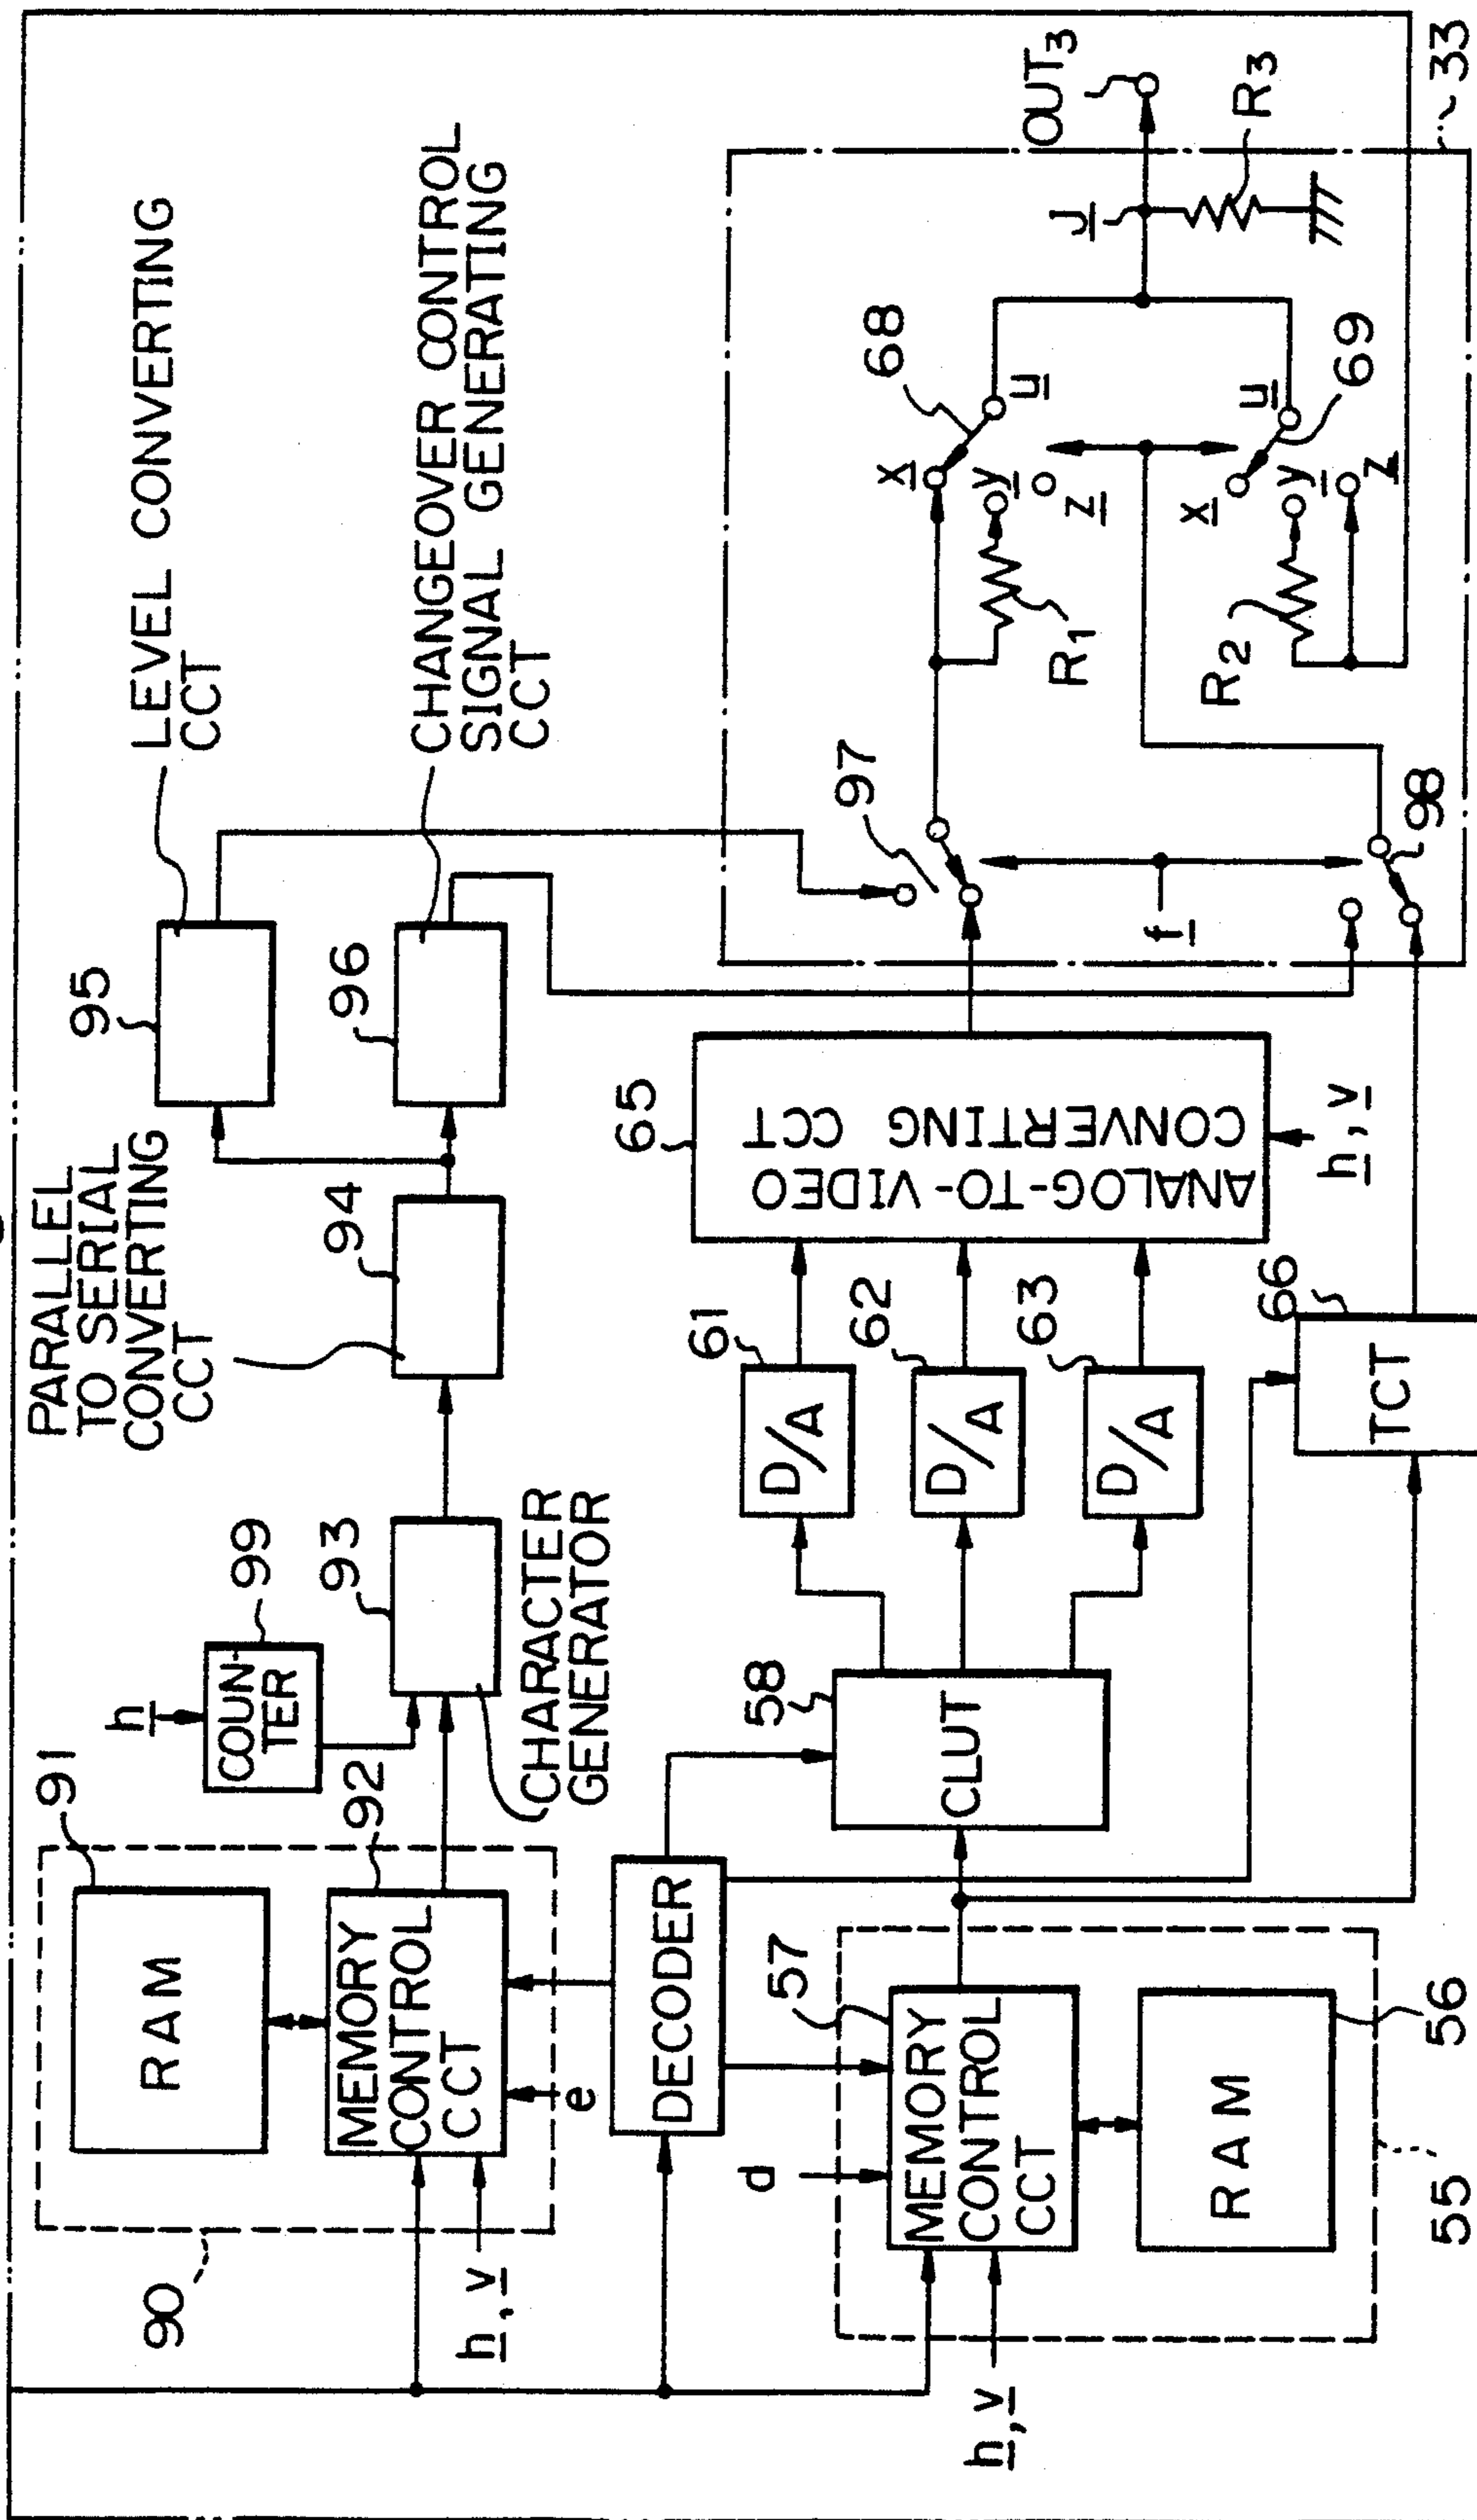 LEVEL CONVERTING
CCT
CHANGEOVER CONTROL
SIGNAL GENERATING
CCT
PARALLEL
TO SERIAL
CONVERTING
CCT
95
96
94
99
h
COUN-
TER
93
CHARACTER
GENERATOR
91
RAM
92
MEMORY
CONTROL
CCT
e
90
h, v
DECODER
58
CLUT
61
D/A
62
D/A
63
D/A
65
ANALOG-TO-VIDEO
CONVERTING CCT
h, v
66
TCT
d
57
MEMORY
CONTROL
CCT
RAM
56
55
h, v
97
f
98
R1
R2
x
y
z
68
u
x
y
z
69
u
J
OUT3
R3
33